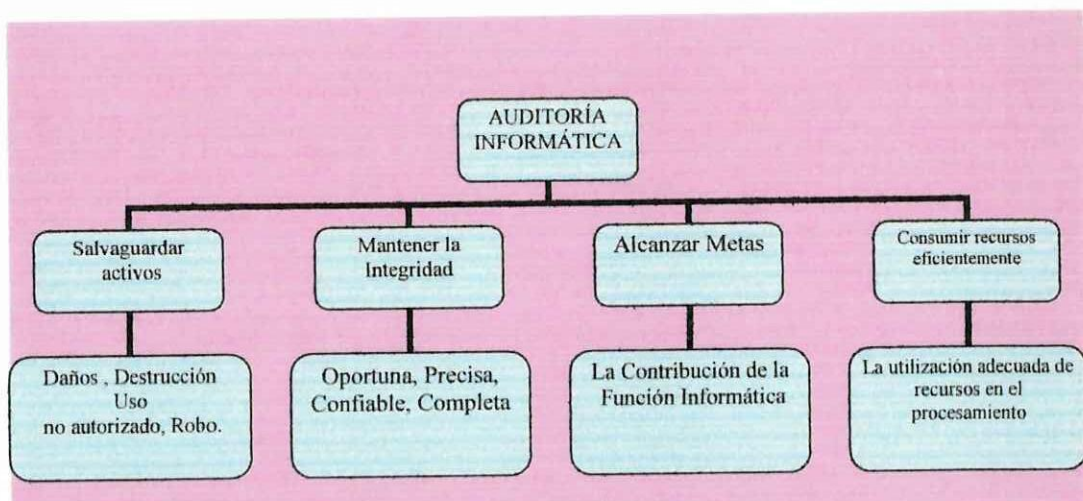 AUDITORÍA
INFORMÁTICA
Salvaguardar
activos
Mantener la
Integridad
Alcanzar Metas
Consumir recursos
eficientemente
Daños , Destrucción
Uso
no autorizado, Robo.
Oportuna, Precisa,
Confiable, Completa
La Contribución de la
Función Informática
La utilización adecuada de
recursos en el
procesamiento